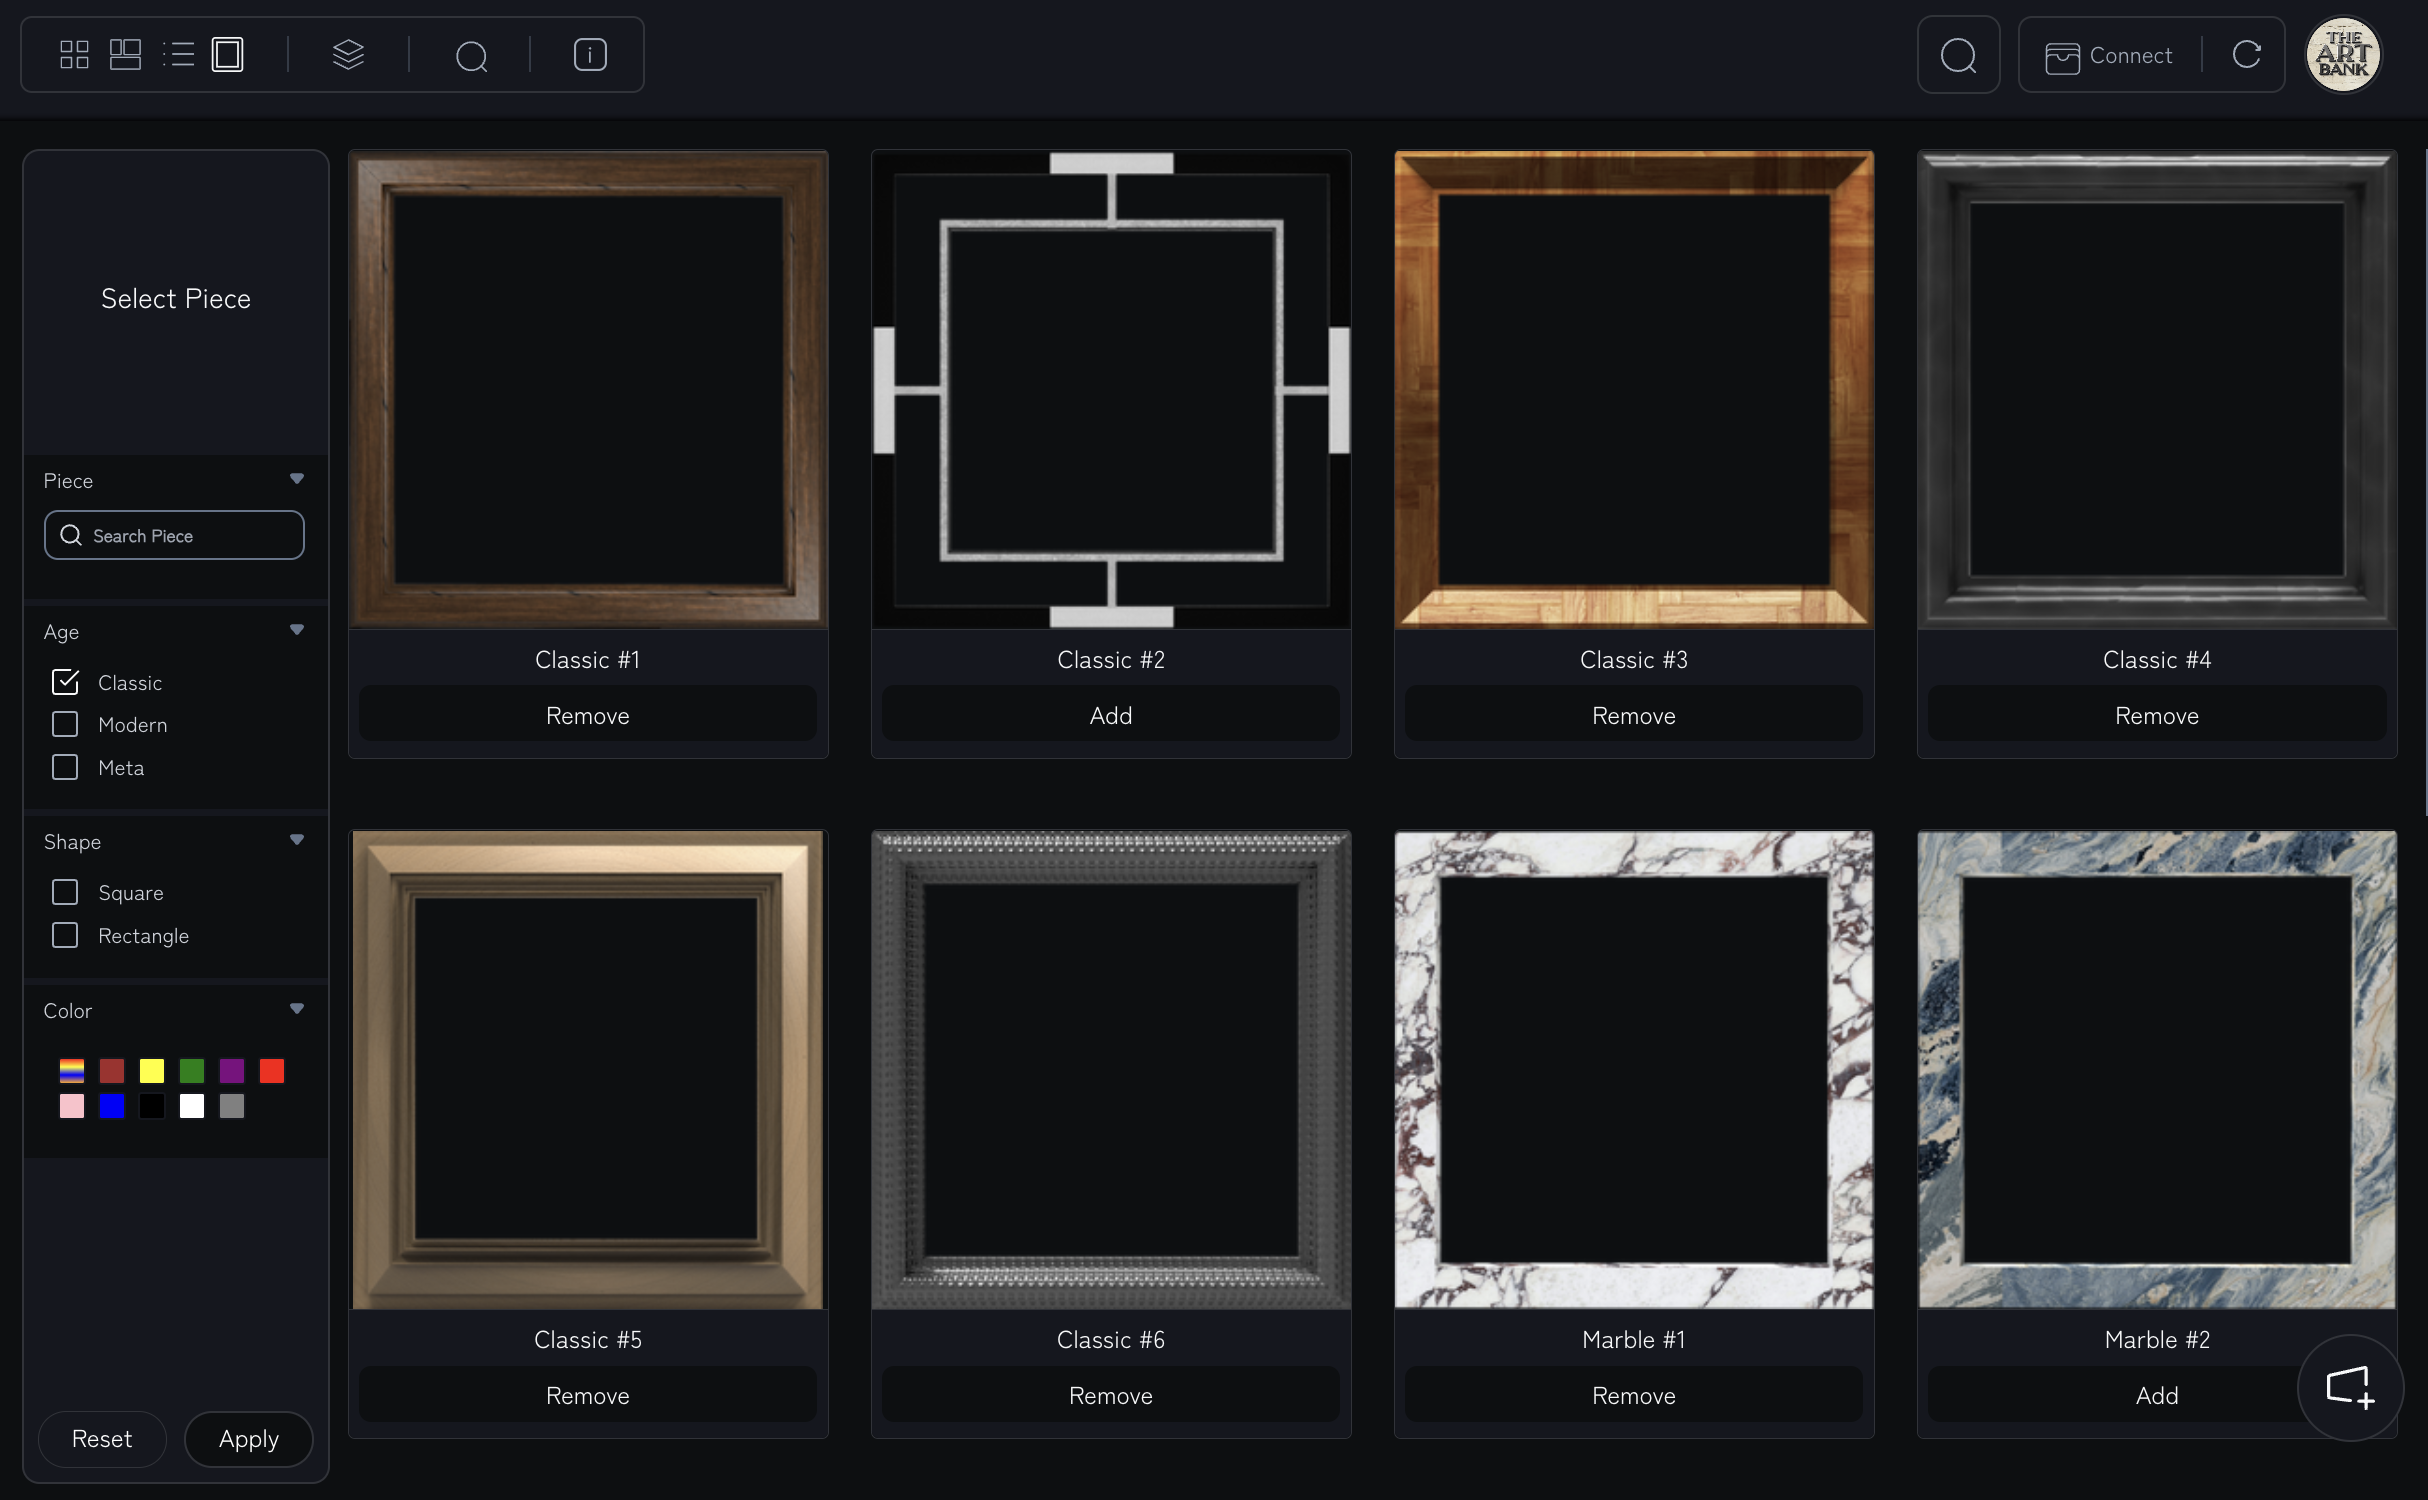 Connect
THE
ART
BANK
Select Piece
Piece
Search Piece
Age
Classic
Modern
Meta
Shape
Square
Rectangle
Color
Reset
Apply
Classic #1
Remove
Classic #2
Add
Classic #3
Remove
Classic #4
Remove
Classic #5
Remove
Classic #6
Remove
Marble #1
Remove
Marble #2
Add